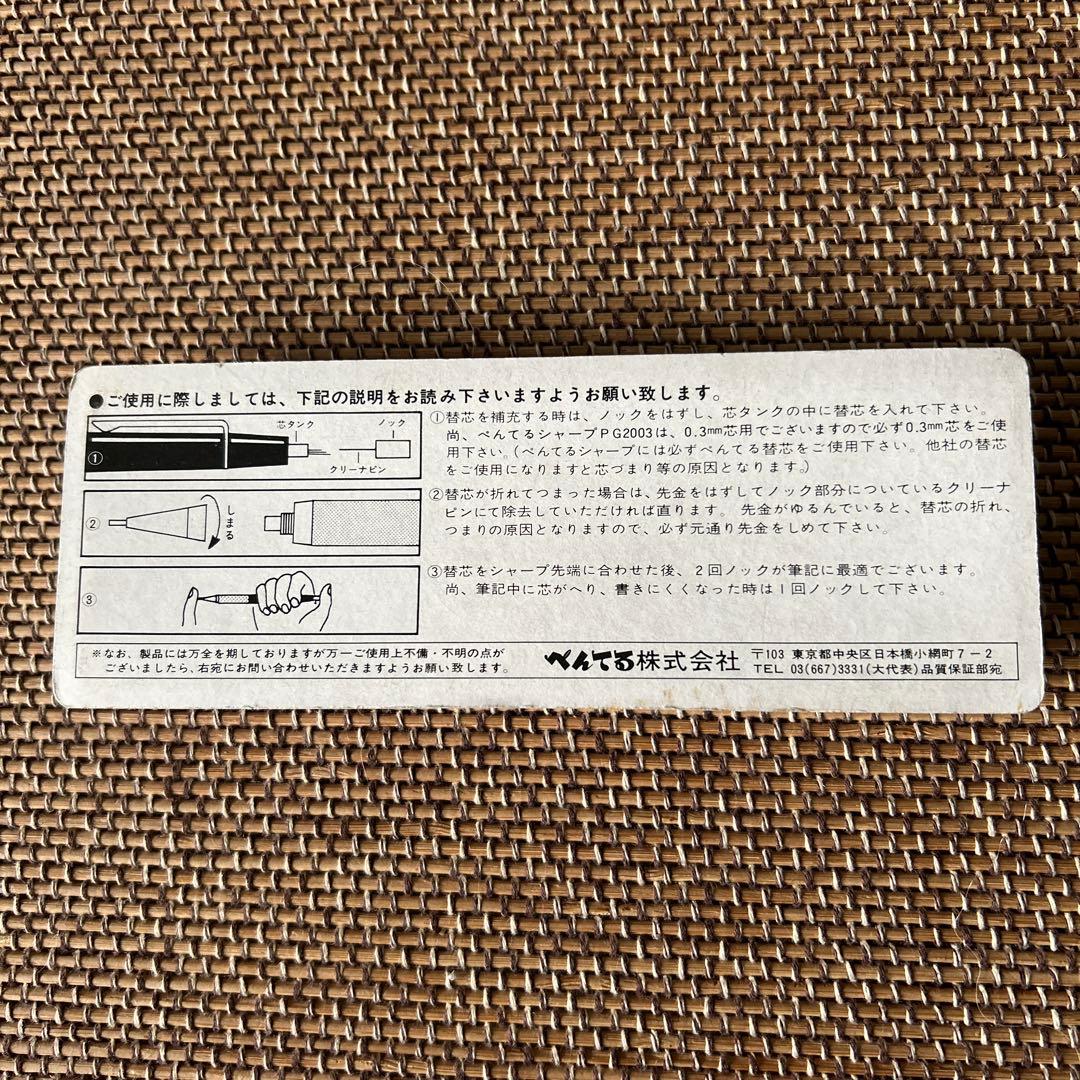 ●ご使用に際しましては、下記の説明をお読み下さいますようお願い致します。
芯タンク
ノック
クリーナピン
①
①替芯を補充する時は、ノックをはずし、芯タンクの中に替芯を入れて下さい。
尚、ぺんてるシャープPG2003は、0.3mm芯用でございますので必ず0.3mm芯をご使
用下さい。(ぺんてるシャープには必ずぺんてる替芯をご使用下さい。他社の替芯
をご使用になりますと芯づまり等の原因となります。)
②
しまる
②替芯が折れてつまった場合は、先金をはずしてノック部分についているクリーナ
ピンにて除去していただければ直ります。先金がゆるんでいると、替芯の折れ、
つまりの原因となりますので、必ず元通り先金をしめて下さい。
③
③替芯をシャープ先端に合わせた後、2回ノックが筆記に最適でございます。
尚、筆記中に芯がへり、書きにくくなった時は1回ノックして下さい。
※なお、製品には万全を期しておりますが万一ご使用上不備・不明の点が
ございましたら、右宛にお問い合わせいただきますようお願い致します。
ぺんてる株式会社
〒103 東京都中央区日本橋小網町7-2
TEL 03(667)3331(大代表)品質保証部宛